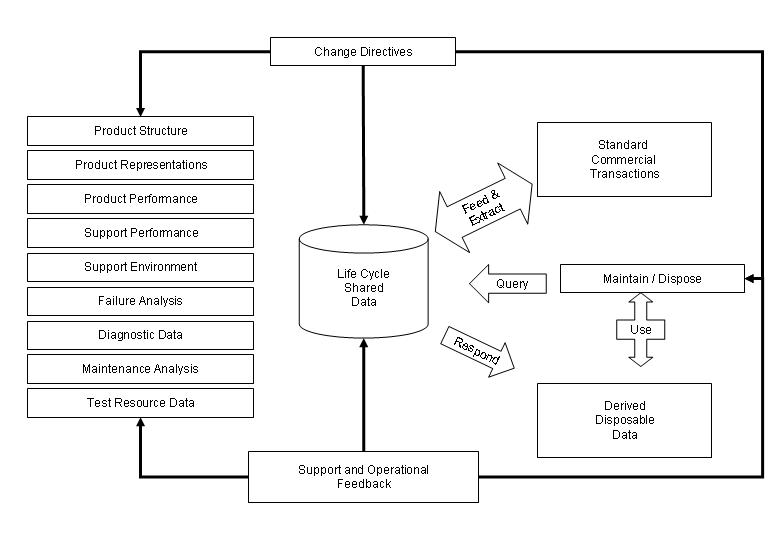 Change Directives
Product Structure
Product Representations
Product Performance
Support Performance
Support Environment
Failure Analysis
Diagnostic Data
Maintenance Analysis
Test Resource Data
Life Cycle
Shared
Data
Feed &
Extract
Standard
Commercial
Transactions
Query
Maintain / Dispose
Use
Respond
Derived
Disposable
Data
Support and Operational
Feedback